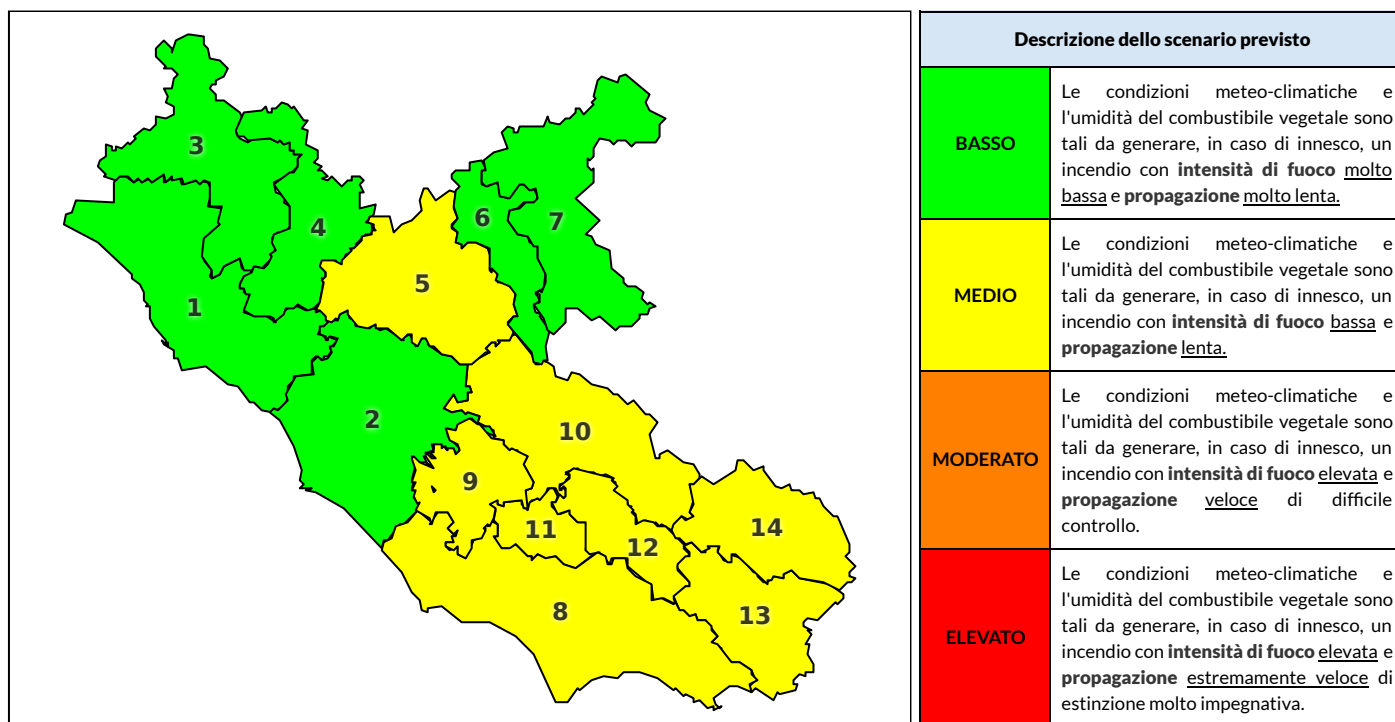 3
4
6
7
5
1
2
10
9
11
12
14
8
13
Descrizione dello scenario previsto
BASSO
Le condizioni meteo-climatiche e
l'umidità del combustibile vegetale sono
tali da generare, in caso di innesco, un
incendio con intensità di fuoco molto
bassa e propagazione molto lenta.
MEDIO
Le condizioni meteo-climatiche e
l'umidità del combustibile vegetale sono
tali da generare, in caso di innesco, un
incendio con intensità di fuoco bassa e
propagazione lenta.
MODERATO
Le condizioni meteo-climatiche e
l'umidità del combustibile vegetale sono
tali da generare, in caso di innesco, un
incendio con intensità di fuoco elevata e
propagazione veloce di difficile
controllo.
ELEVATO
Le condizioni meteo-climatiche e
l'umidità del combustibile vegetale sono
tali da generare, in caso di innesco, un
incendio con intensità di fuoco elevata e
propagazione estremamente veloce di
estinzione molto impegnativa.